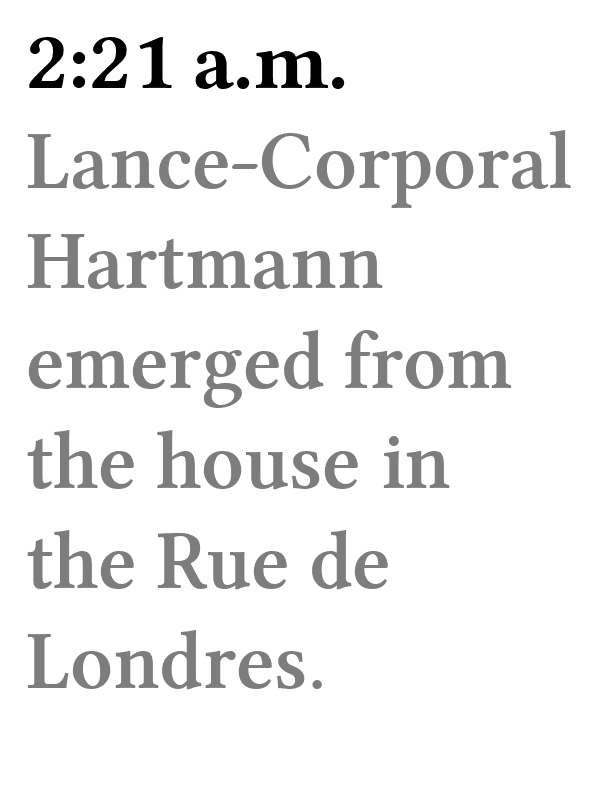 2:21 a.m.
Lance-Corporal
Hartmann
emerged from
the house in
the Rue de
Londres.